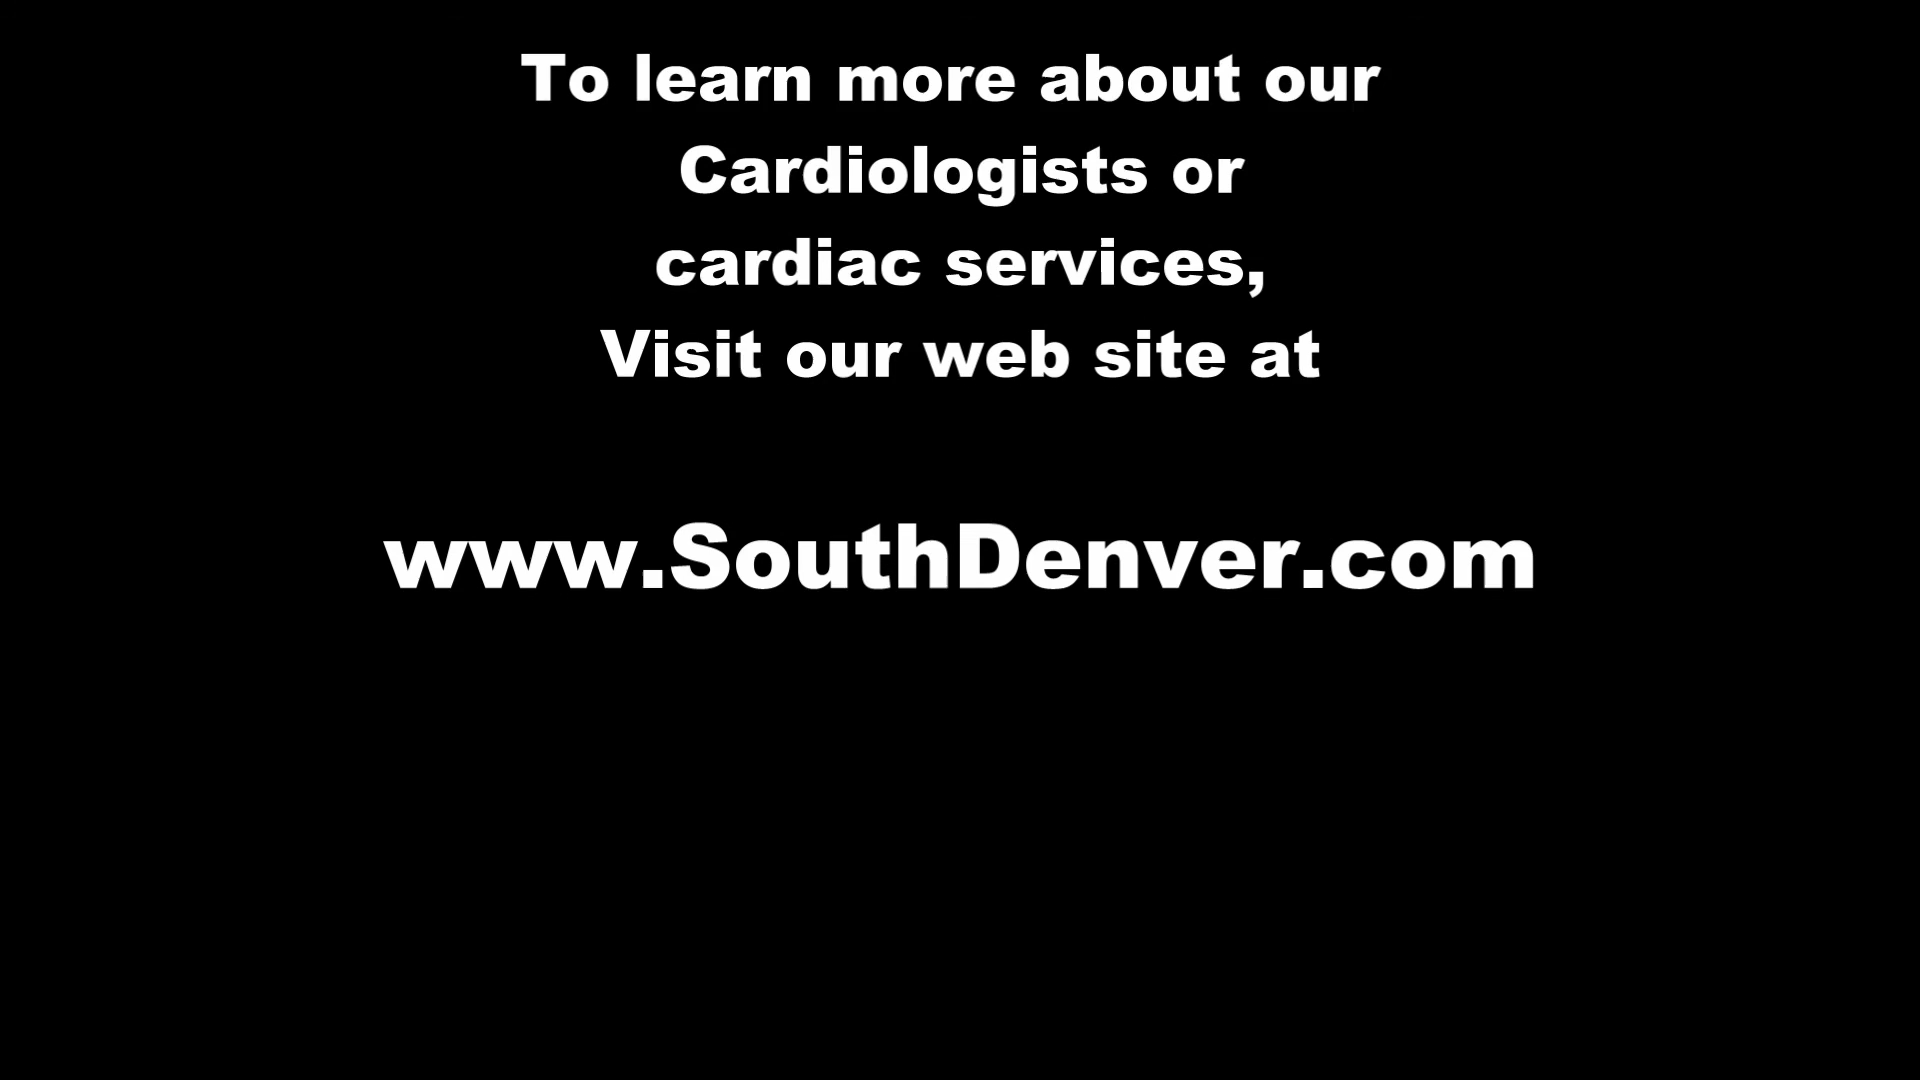 To learn more about our
Cardiologists or
cardiac services,
Visit our web site at
www.SouthDenver.com